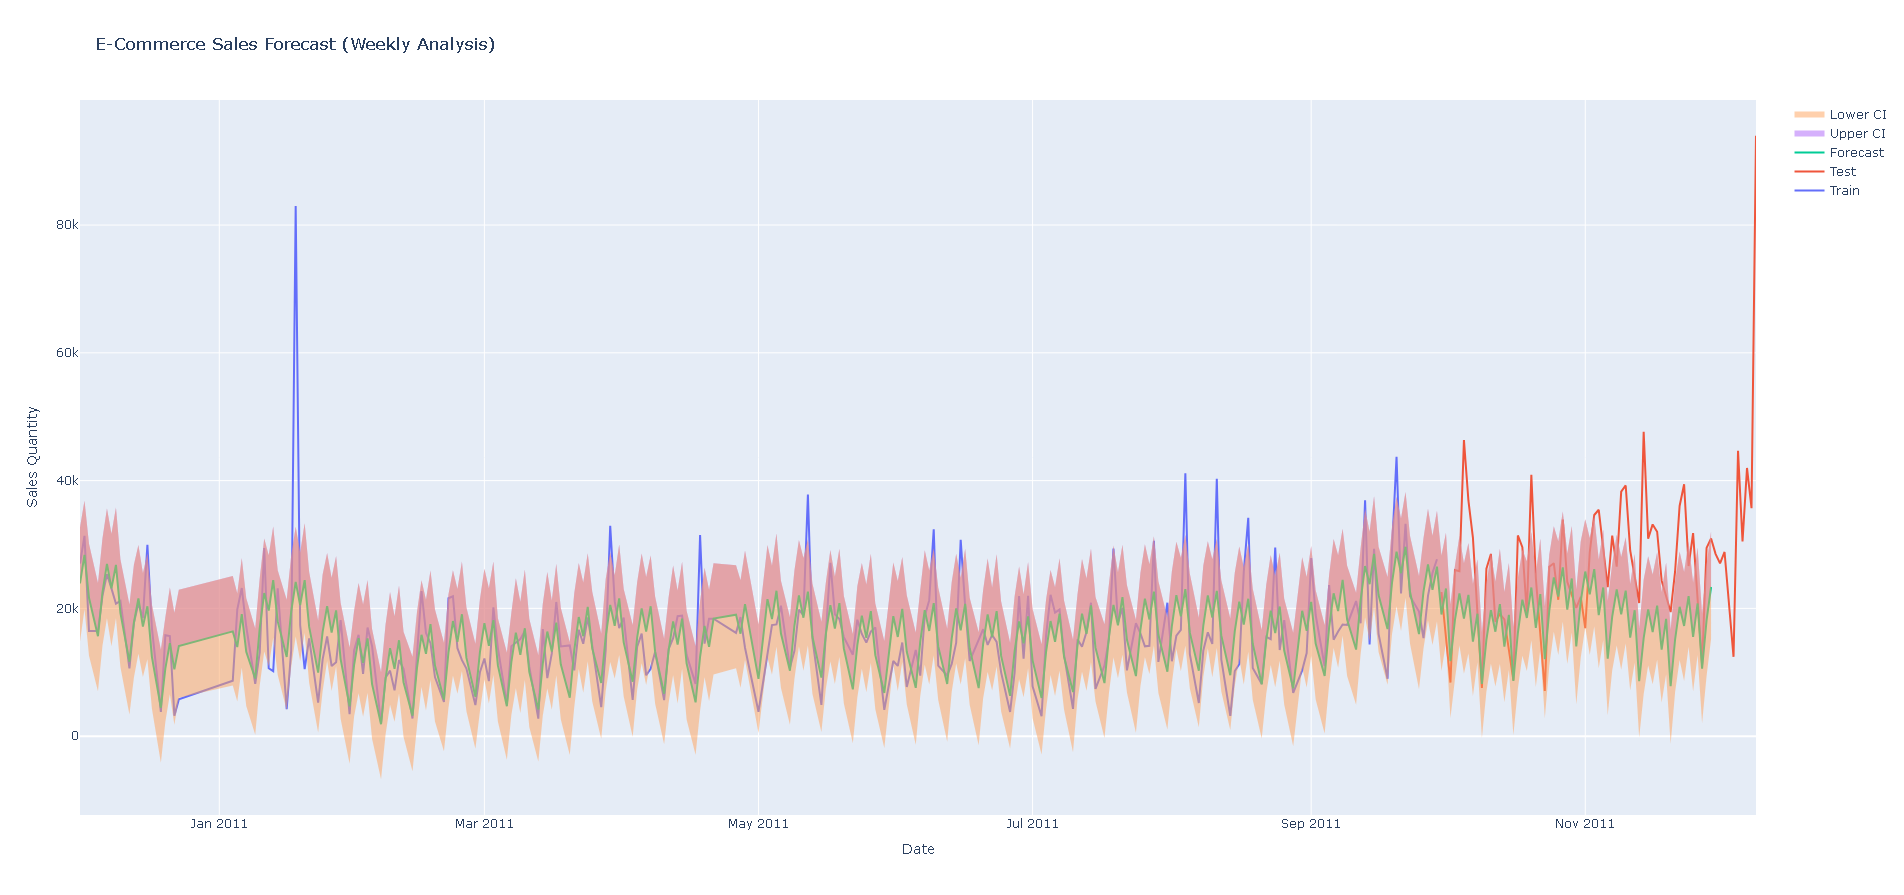 E-Commerce Sales Forecast (Weekly Analysis)
Lower CI
Upper CI
Forecast
Test
Train
80k
60k
40k
20k
0
Sales Quantity
Jan 2011
Mar 2011
May 2011
Jul 2011
Sep 2011
Nov 2011
Date